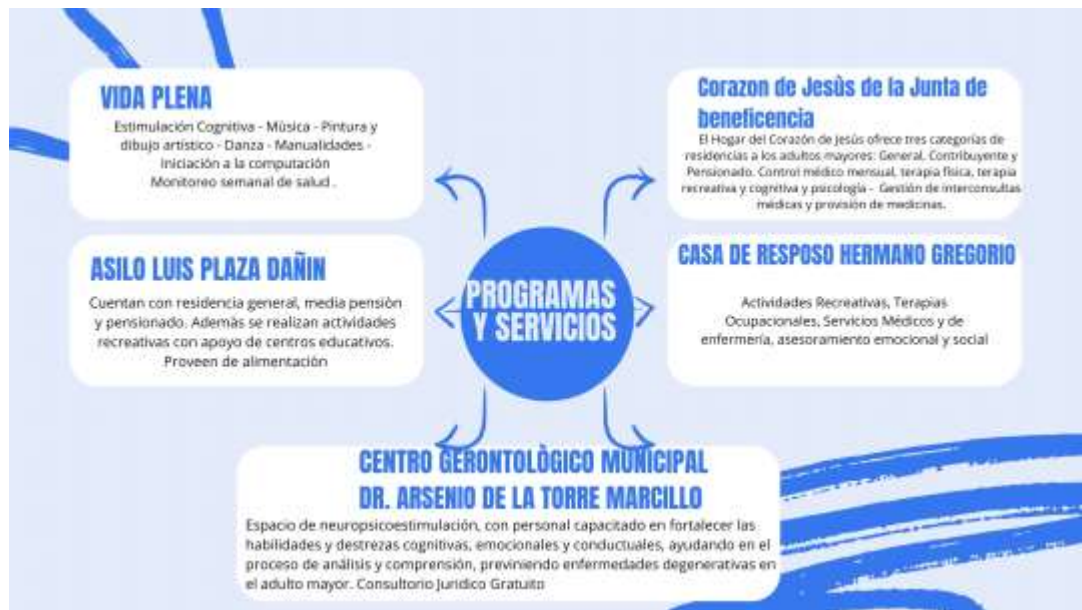 VIDA PLENA
Estimulación Cognitiva - Mùsica - Pintura y
dibujo artístico - Danza - Manualidades -
Iniciación a la computación
Monitoreo semanal de salud .
ASILO LUIS PLAZA DAÑIN
Cuentan con residencia general, media pensiòn
y pensionado. Ademàs se realizan actividades
recreativas con apoyo de centros educativos.
Proveen de alimentación
Corazon de Jesùs de la Junta de
beneficencia
El Hogar del Corazón de Jesús ofrece tres categorías de
residencias a los adultos mayores: General, Contribuyente y
Pensionado. Control médico mensual, terapia física, terapia
recreativa y cognitiva y psicología - Gestión de interconsultas
médicas y provisión de medicinas.
CASA DE RESPOSO HERMANO GREGORIO
Actividades Recreativas, Terapias
Ocupacionales, Servicios Médicos y de
enfermería, asesoramiento emocional y social
PROGRAMAS
Y SERVICIOS
CENTRO GERONTOLÒGICO MUNICIPAL
DR. ARSENIO DE LA TORRE MARCILLO
Espacio de neuropsicoestimulación, con personal capacitado en fortalecer las
habilidades y destrezas cognitivas, emocionales y conductuales, ayudando en el
proceso de análisis y comprensión, previniendo enfermedades degenerativas en
el adulto mayor. Consultorio Juridico Gratuito